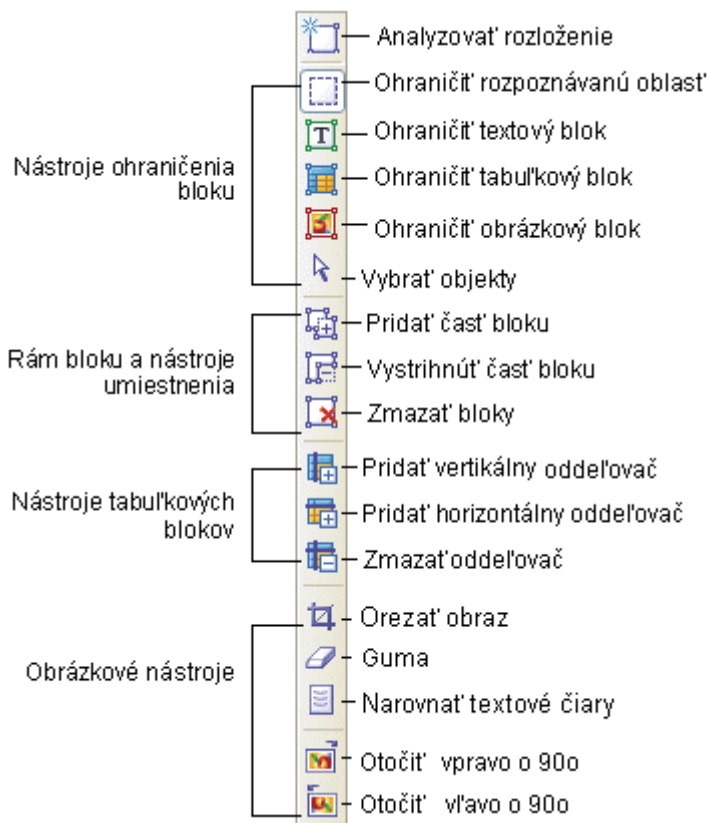 Analyzovať rozloženie
Ohraničiť rozpoznávanú oblasť
Ohraničiť textový blok
Nástroje ohraničenia
bloku
Ohraničiť tabuľkový blok
Ohraničiť obrázkový blok
Vybrať objekty
Pridať časť bloku
Rám bloku a nástroje
umiestnenia
Vystrihnúť časť bloku
Zmazať bloky
Pridať vertikálny oddeľovač
Nástroje tabuľkových
blokov
Pridať horizontálny oddeľovač
Zmazať oddeľovač
Orezať obraz
Guma
Obrázkové nástroje
Narovnať textové čiary
Otočiť vpravo o 90o
Otočiť vľavo o 90o